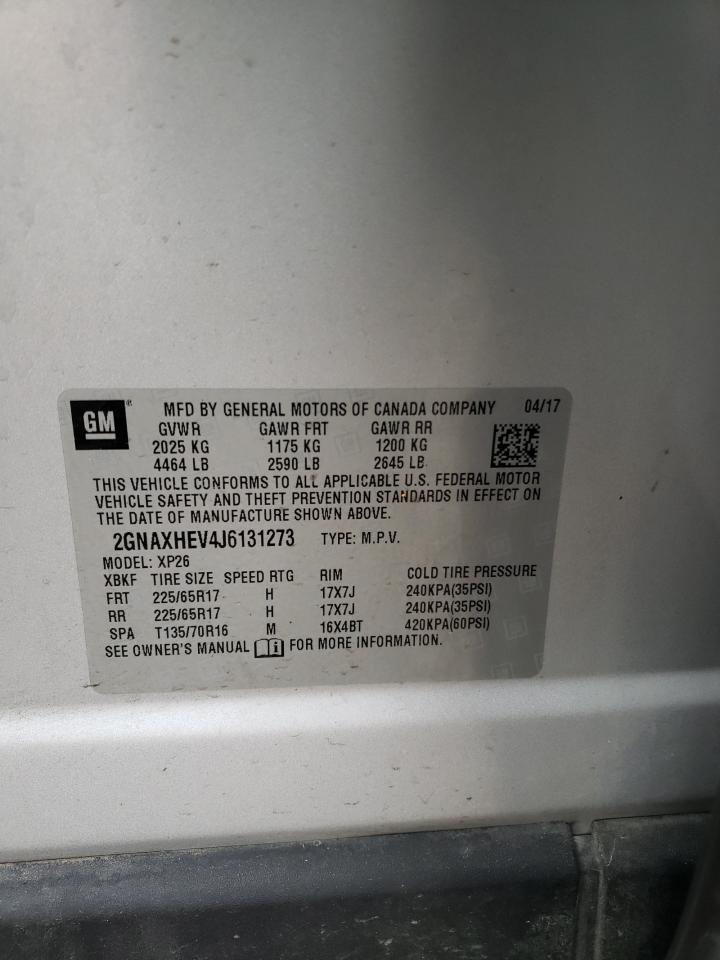 GM ® MFD BY GENERAL MOTORS OF CANADA COMPANY 04/17
GVWR GAWR FRT GAWR RR
2025 KG 1175 KG 1200 KG
4464 LB 2590 LB 2645 LB
THIS VEHICLE CONFORMS TO ALL APPLICABLE U.S. FEDERAL MOTOR
VEHICLE SAFETY AND THEFT PREVENTION STANDARDS IN EFFECT ON
THE DATE OF MANUFACTURE SHOWN ABOVE.
2GNAXHEV4J6131273 TYPE: M.P.V.
MODEL: XP26
XBKF TIRE SIZE SPEED RTG RIM COLD TIRE PRESSURE
FRT 225/65R17 H 17X7J 240KPA(35PSI)
RR 225/65R17 H 17X7J 240KPA(35PSI)
SPA T135/70R16 M 16X4BT 420KPA(60PSI)
SEE OWNER'S MANUAL i FOR MORE INFORMATION.